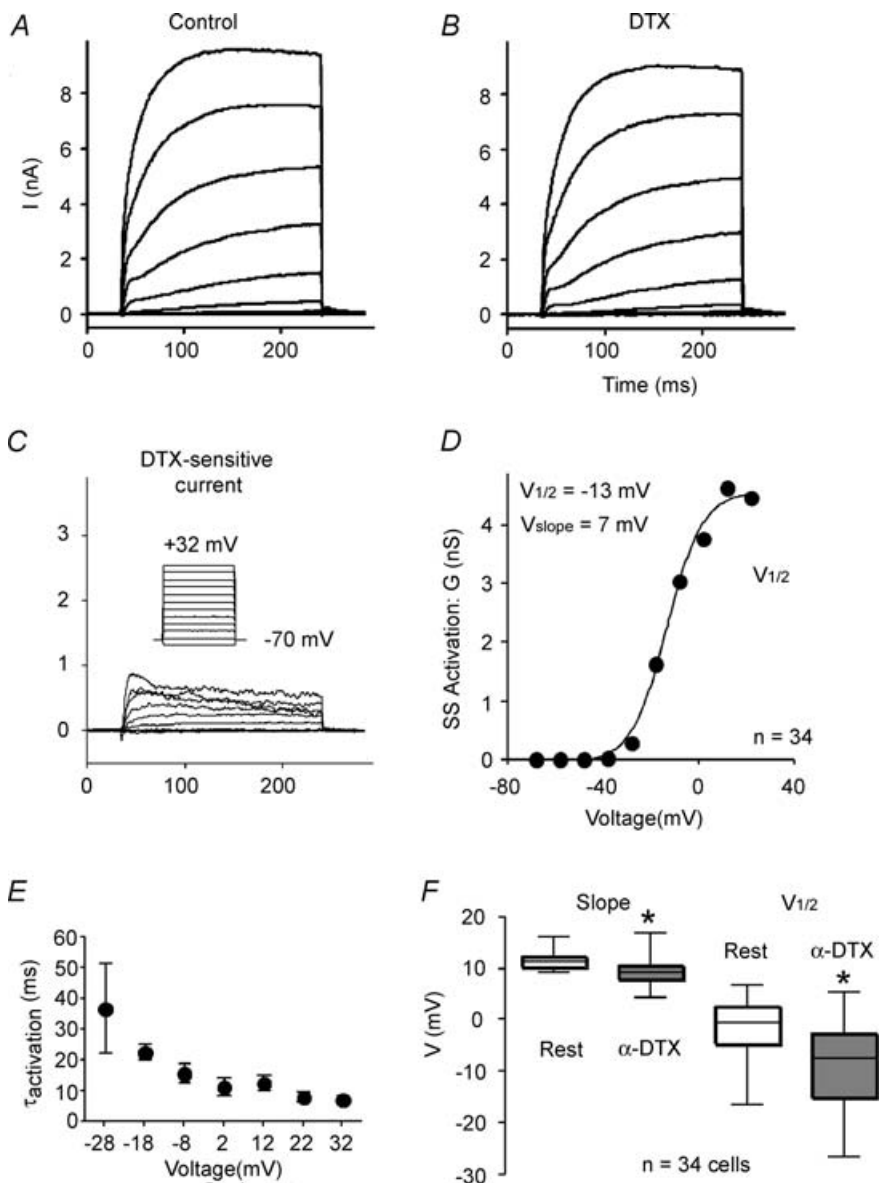 A
Control
8
6
4
2
0
I (nA)
0 100 200
B
DTX
8
6
4
2
0
0 100 200
Time (ms)
C
DTX-sensitive
current
3
2
1
0
+32 mV
-70 mV
0 100 200
D
V1/2 = -13 mV
Vslope = 7 mV
V1/2
n = 34
SS Activation: G (nS)
4
3
2
1
0
-80 -40 0 40
Voltage(mV)
E
τactivation (ms)
60
50
40
30
20
10
0
-28 -18 -8 2 12 22 32
Voltage(mV)
F
Slope V1/2
*
Rest α-DTX
*
Rest α-DTX
V (mV)
20
10
0
-10
-20
-30
n = 34 cells